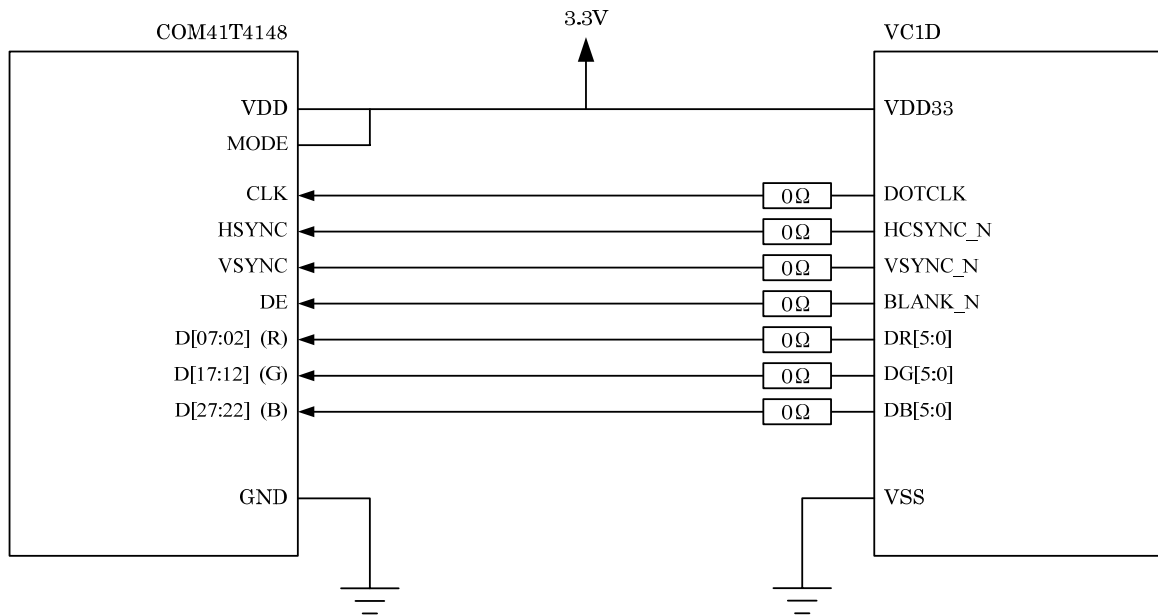 3.3V
COM41T4148
VC1D
VDD
VDD33
MODE
CLK
0Ω
DOTCLK
HSYNC
0Ω
HCSYNC_N
VSYNC
0Ω
VSYNC_N
DE
0Ω
BLANK_N
D[07:02] (R)
0Ω
DR[5:0]
D[17:12] (G)
0Ω
DG[5:0]
D[27:22] (B)
0Ω
DB[5:0]
GND
VSS